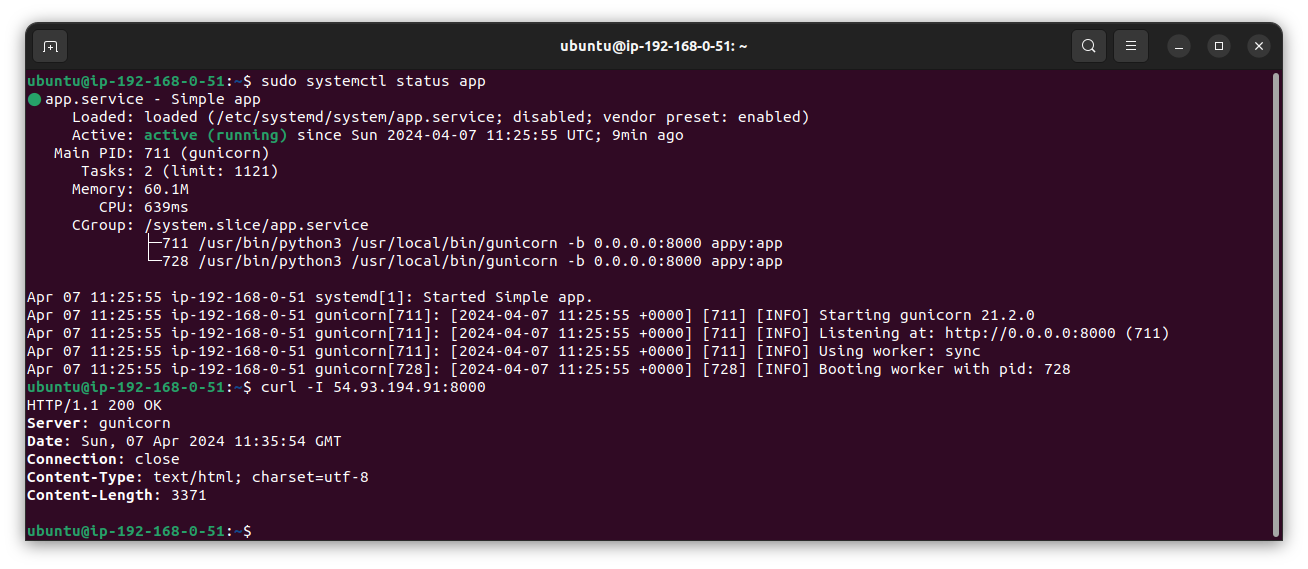 ubuntu@ip-192-168-0-51: ~
ubuntu@ip-192-168-0-51:~$ sudo systemctl status app
● app.service - Simple app
     Loaded: loaded (/etc/systemd/system/app.service; disabled; vendor preset: enabled)
     Active: active (running) since Sun 2024-04-07 11:25:55 UTC; 9min ago
   Main PID: 711 (gunicorn)
      Tasks: 2 (limit: 1121)
     Memory: 60.1M
        CPU: 639ms
     CGroup: /system.slice/app.service
             ├─711 /usr/bin/python3 /usr/local/bin/gunicorn -b 0.0.0.0:8000 appy:app
             └─728 /usr/bin/python3 /usr/local/bin/gunicorn -b 0.0.0.0:8000 appy:app
Apr 07 11:25:55 ip-192-168-0-51 systemd[1]: Started Simple app.
Apr 07 11:25:55 ip-192-168-0-51 gunicorn[711]: [2024-04-07 11:25:55 +0000] [711] [INFO] Starting gunicorn 21.2.0
Apr 07 11:25:55 ip-192-168-0-51 gunicorn[711]: [2024-04-07 11:25:55 +0000] [711] [INFO] Listening at: http://0.0.0.0:8000 (711)
Apr 07 11:25:55 ip-192-168-0-51 gunicorn[711]: [2024-04-07 11:25:55 +0000] [711] [INFO] Using worker: sync
Apr 07 11:25:55 ip-192-168-0-51 gunicorn[728]: [2024-04-07 11:25:55 +0000] [728] [INFO] Booting worker with pid: 728
ubuntu@ip-192-168-0-51:~$ curl -I 54.93.194.91:8000
HTTP/1.1 200 OK
Server: gunicorn
Date: Sun, 07 Apr 2024 11:35:54 GMT
Connection: close
Content-Type: text/html; charset=utf-8
Content-Length: 3371
ubuntu@ip-192-168-0-51:~$